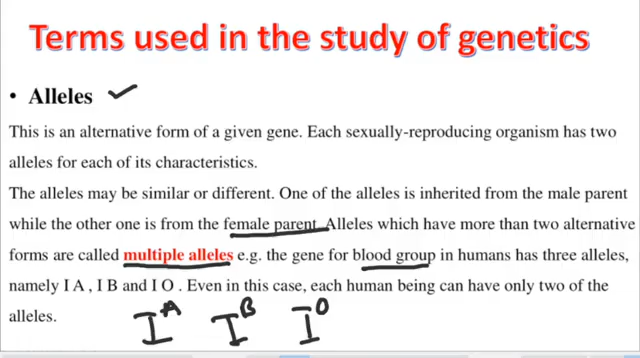 Terms used in the study of genetics
• Alleles
This is an alternative form of a given gene. Each sexually-reproducing organism has two
alleles for each of its characteristics.
The alleles may be similar or different. One of the alleles is inherited from the male parent
while the other one is from the female parent. Alleles which have more than two alternative
forms are called multiple alleles e.g. the gene for blood group in humans has three alleles,
namely I A , I B and I O . Even in this case, each human being can have only two of the
alleles.
I^A I^B I^O